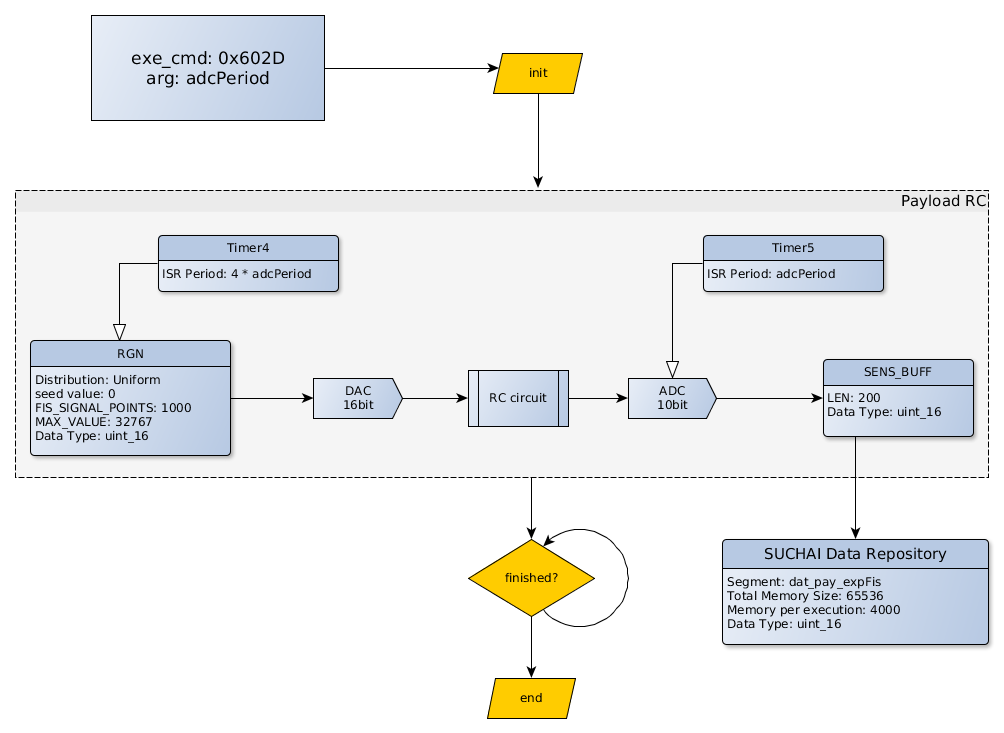 exe_cmd: 0x602D
arg: adcPeriod
init
Payload RC
Timer4
ISR Period: 4 * adcPeriod
Timer5
ISR Period: adcPeriod
RGN
Distribution: Uniform
seed value: 0
FIS_SIGNAL_POINTS: 1000
MAX_VALUE: 32767
Data Type: uint_16
DAC
16bit
RC circuit
ADC
10bit
SENS_BUFF
LEN: 200
Data Type: uint_16
finished?
SUCHAI Data Repository
Segment: dat_pay_expFis
Total Memory Size: 65536
Memory per execution: 4000
Data Type: uint_16
end